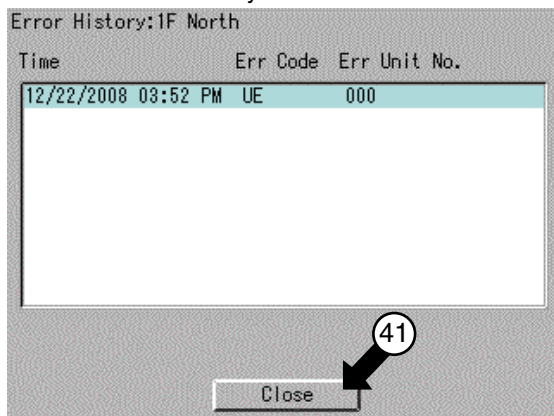 Error History:1F North
Time Err Code Err Unit No.
12/22/2008 03:52 PM UE 000
41
Close